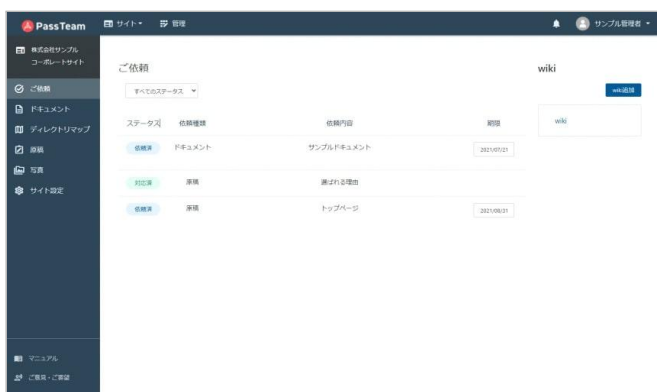 PassTeam
サイト
管理
サンプル管理者
株式会社サンプル
コーポレートサイト
ご依頼
ドキュメント
ディレクトリマップ
原稿
写真
サイト設定
マニュアル
ご意見・ご要望
ご依頼
すべてのステータス
ステータス 依頼種類 依頼内容 期限
依頼済 ドキュメント サンプルドキュメント 2021/07/21
対応済 原稿 選ばれる理由
依頼済 原稿 トップページ 2021/08/31
wiki
wiki追加
wiki